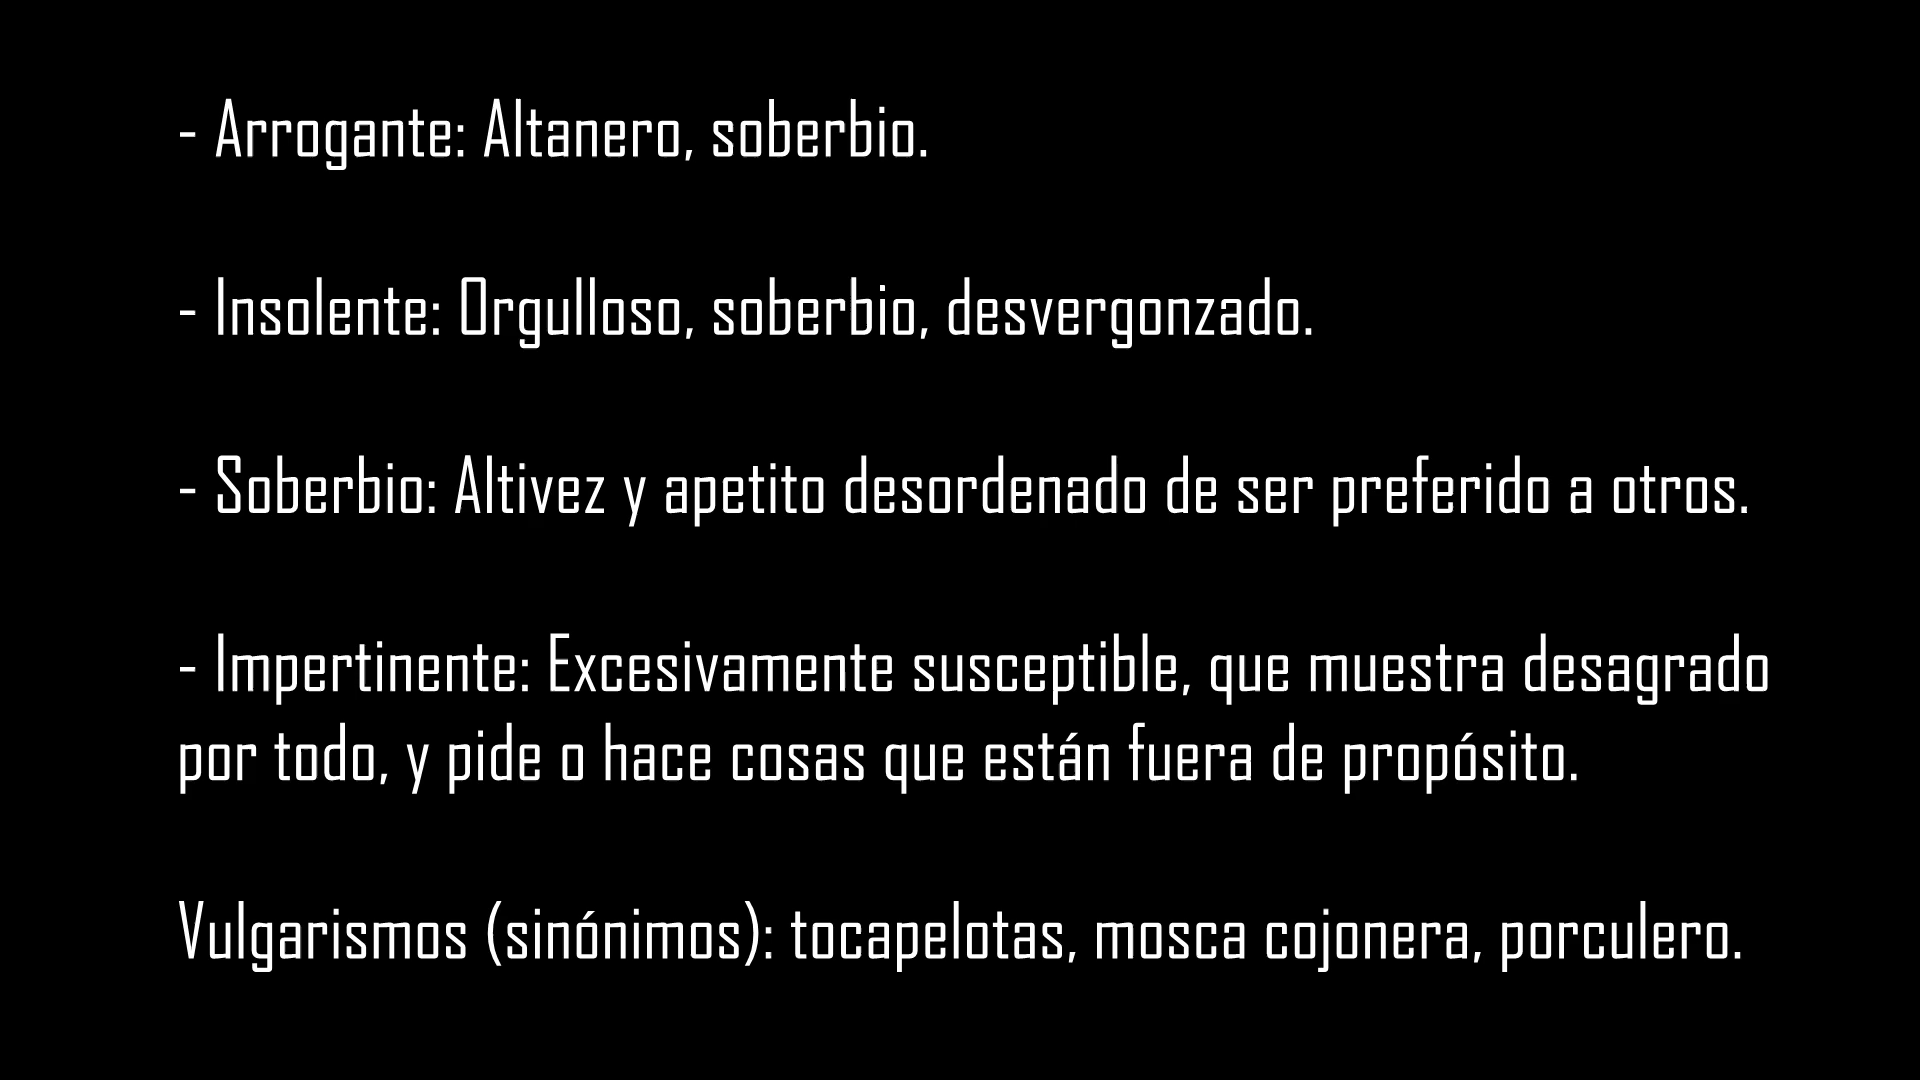 - Arrogante: Altanero, soberbio.
- Insolente: Orgulloso, soberbio, desvergonzado.
- Soberbio: Altivez y apetito desordenado de ser preferido a otros.
- Impertinente: Excesivamente susceptible, que muestra desagrado
por todo, y pide o hace cosas que están fuera de propósito.
Vulgarismos (sinónimos): tocapelotas, mosca cojonera, porculero.